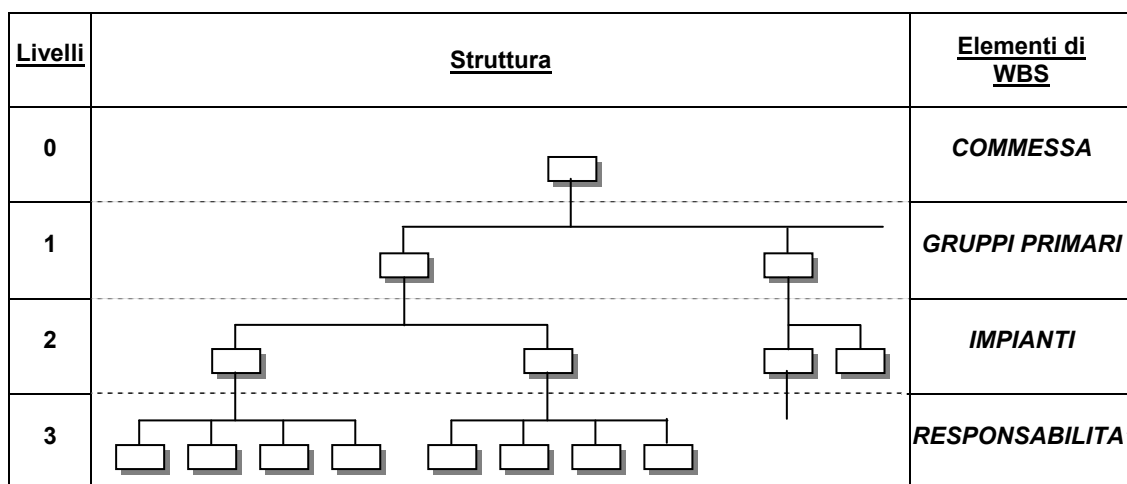 Livelli
Struttura
Elementi di
WBS
0
COMMESSA
1
GRUPPI PRIMARI
2
IMPIANTI
3
RESPONSABILITA